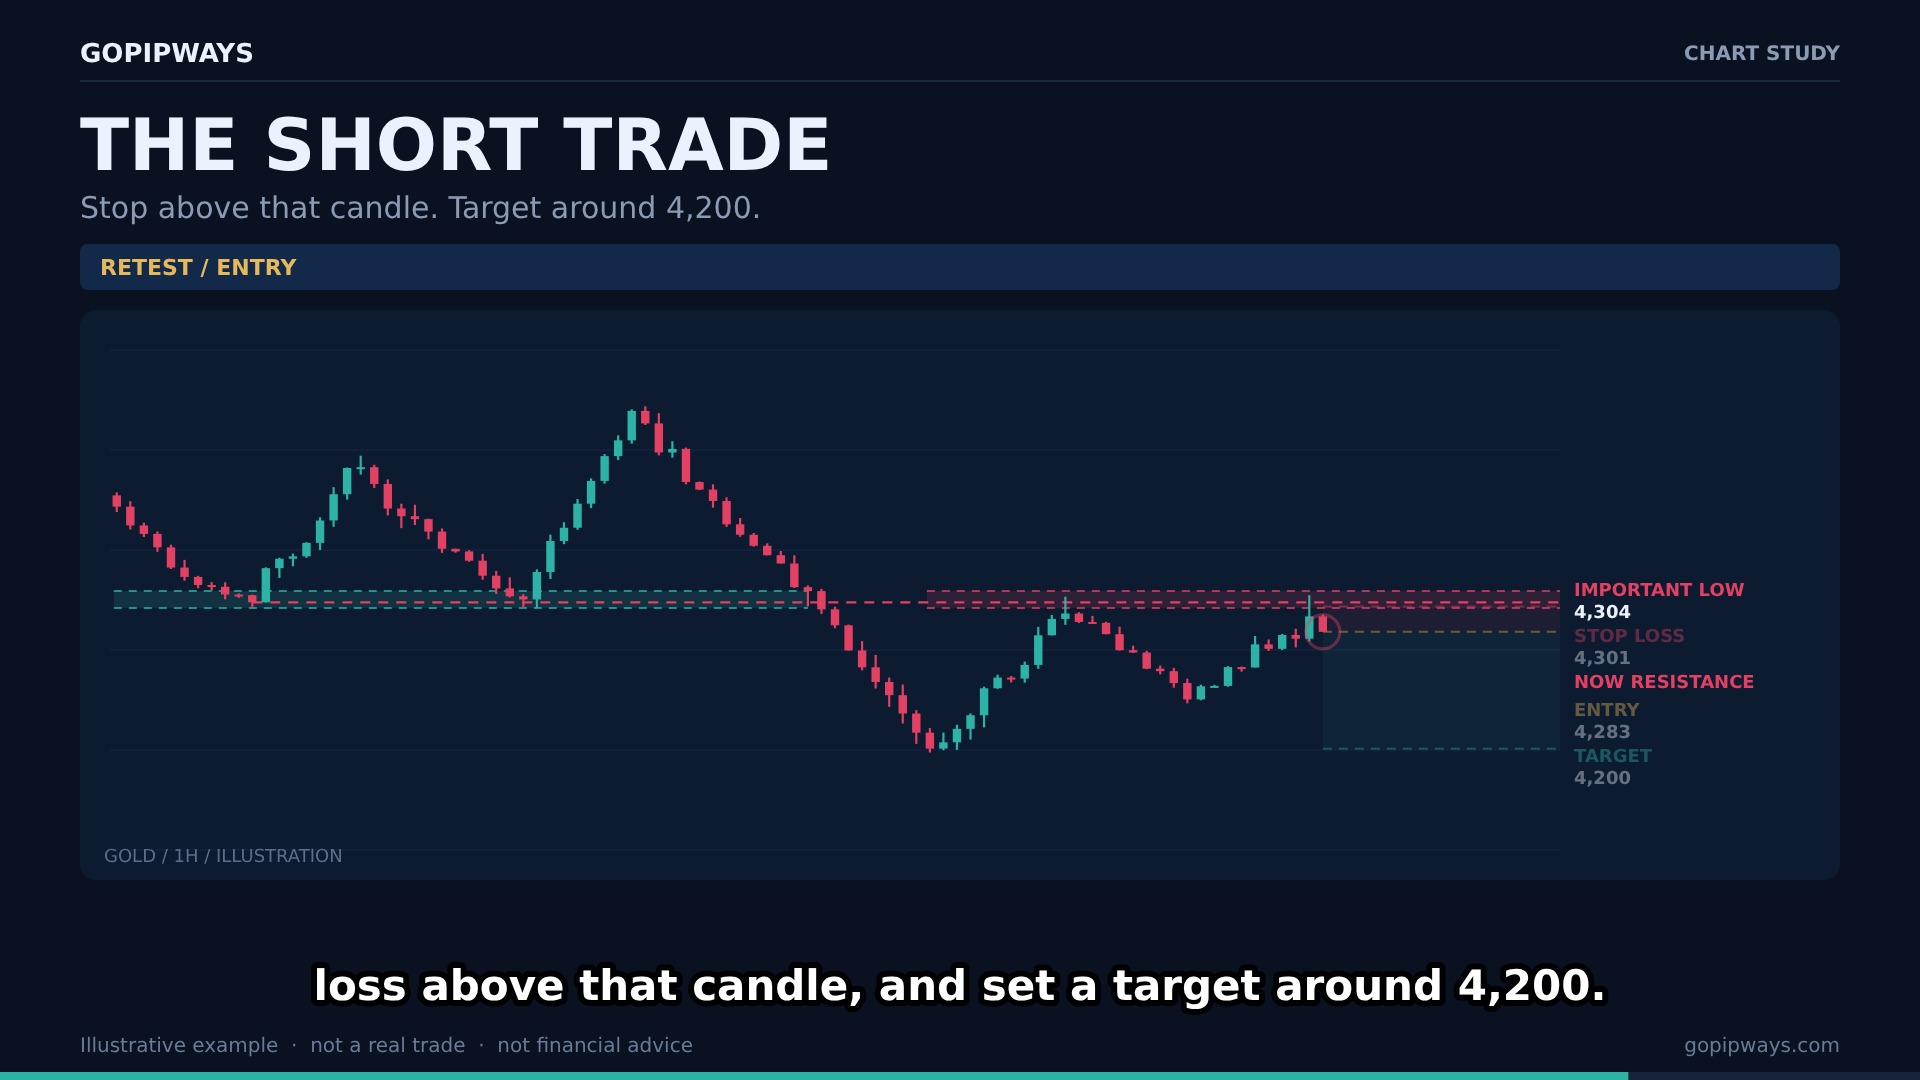 GOPIPWAYS
CHART STUDY
THE SHORT TRADE
Stop above that candle. Target around 4,200.
RETEST / ENTRY
IMPORTANT LOW
4,304
STOP LOSS
4,301
NOW RESISTANCE
ENTRY
4,283
TARGET
4,200
GOLD / 1H / ILLUSTRATION
loss above that candle, and set a target around 4,200.
Illustrative example · not a real trade · not financial advice
gopipways.com